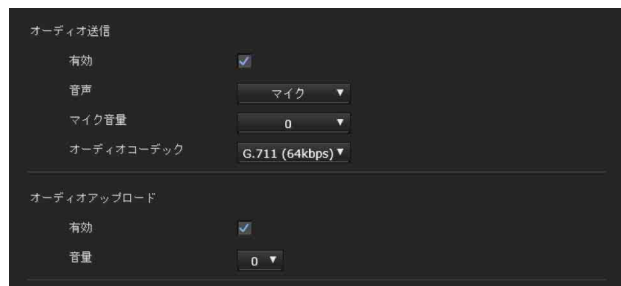 オーディオ送信
有効
音声 マイク ▼
マイク音量 0 ▼
オーディオコーデック G.711 (64kbps) ▼
オーディオアップロード
有効
音量 0 ▼